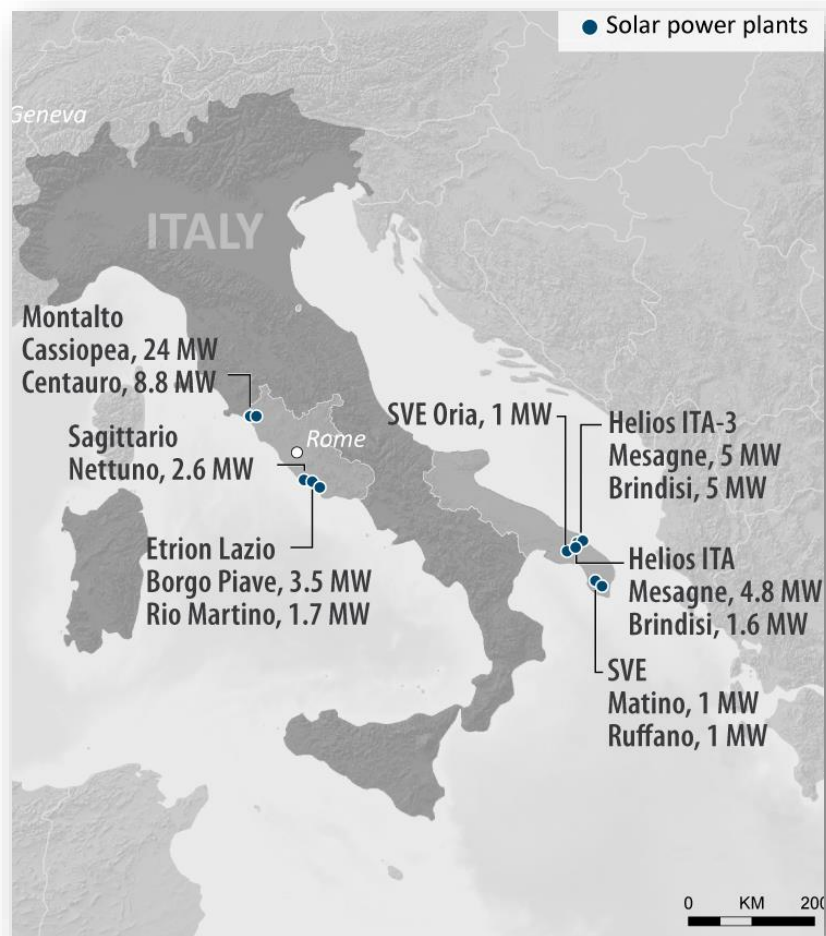 Solar power plants
Geneva
ITALY
Montalto
Cassiopea, 24 MW
Centauro, 8.8 MW
Sagittario
Nettuno, 2.6 MW
Rome
Etrion Lazio
Borgo Piave, 3.5 MW
Rio Martino, 1.7 MW
SVE Oria, 1 MW
Helios ITA-3
Mesagne, 5 MW
Brindisi, 5 MW
Helios ITA
Mesagne, 4.8 MW
Brindisi, 1.6 MW
SVE
Matino, 1 MW
Ruffano, 1 MW
0 KM 200